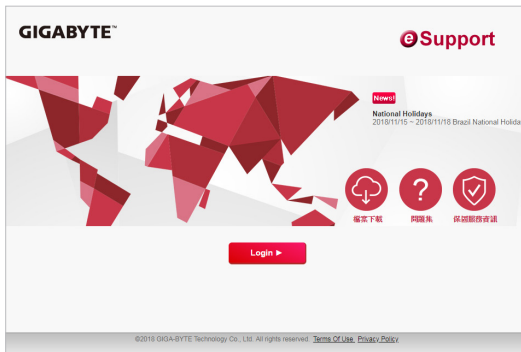 GIGABYTE™
eSupport
News!
National Holidays
2018/11/15 ~ 2018/11/18 Brazil National Holida
?
檔案下載
問題集
保固服務資訊
Login ►
©2018 GIGA-BYTE Technology Co., Ltd. All rights reserved. Terms Of Use Privacy Policy